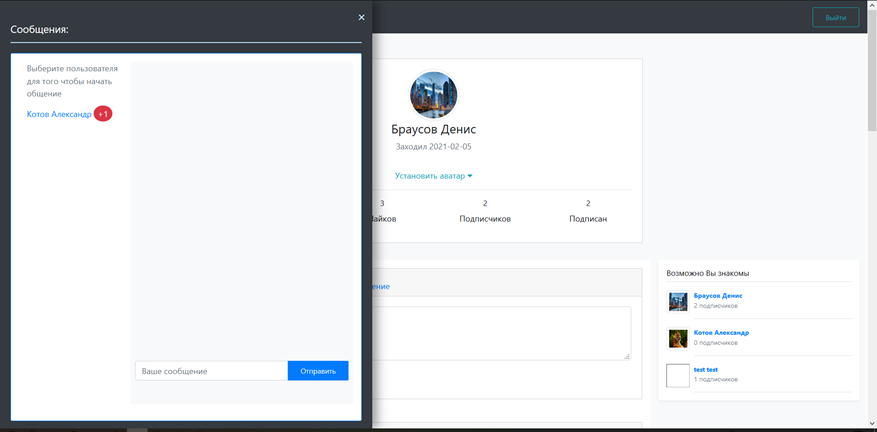 ×
Сообщения:
Выйти
Выберите пользователя
для того чтобы начать
общение
Котов Александр +1
Ваше сообщение
Отправить
Браусов Денис
Заходил 2021-02-05
Установить аватар
3
2
2
Лайков
Подписчиков
Подписан
ение
Возможно Вы знакомы
Браусов Денис
2 подписчиков
Котов Александр
0 подписчиков
test test
1 подписчиков